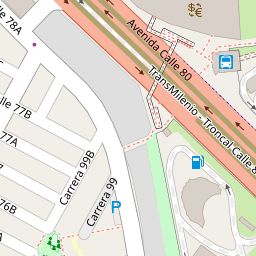 Calle 78A
Avenida Calle 80
$€
TransMilenio - Troncal Calle 8
lle 77B
77A
Carrera 99B
Carrera 99
P
76B